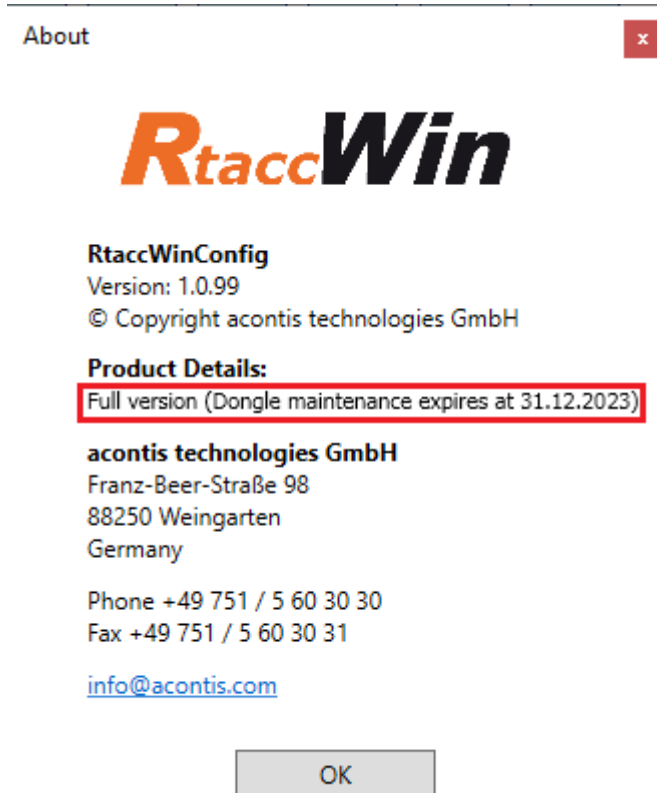 About
x
RtaccWin
RtaccWinConfig
Version: 1.0.99
© Copyright acontis technologies GmbH
Product Details:
Full version (Dongle maintenance expires at 31.12.2023)
acontis technologies GmbH
Franz-Beer-Straße 98
88250 Weingarten
Germany
Phone +49 751 / 5 60 30 30
Fax +49 751 / 5 60 30 31
info@acontis.com
OK